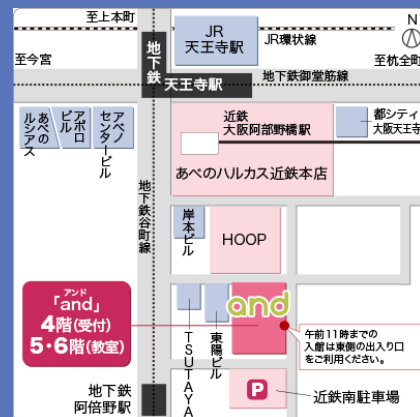 至上本町
N
JR
天王寺駅
JR環状線
至今宮
至杭全町
地下鉄
地下鉄御堂筋線
天王寺駅
あべの
ルシアス
アポロ
ビル
アベノ
センタービル
近鉄
大阪阿部野橋駅
都シティ
大阪天王寺
あべのハルカス近鉄本店
地下鉄谷町線
岸本ビル
HOOP
アンド
「and」
4階(受付)
5・6階(教室)
TSUTAYA
東陽ビル
and
午前11時までの
入館は東側の出入り口
をご利用ください。
地下鉄
阿倍野駅
P
近鉄南駐車場